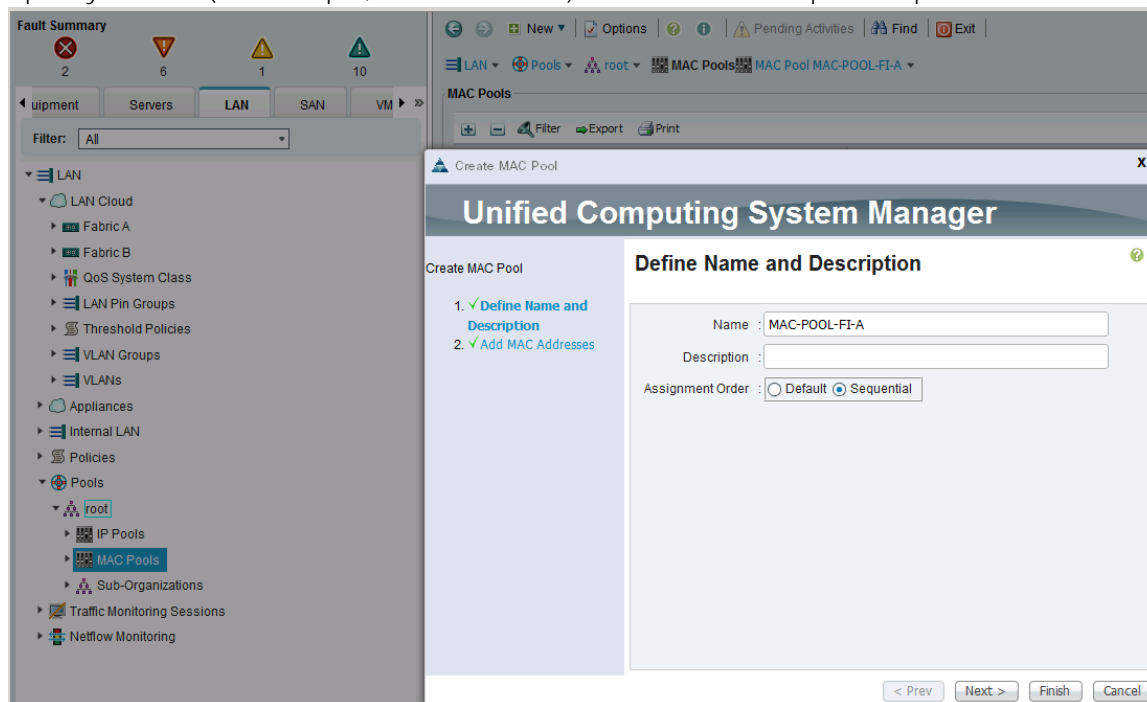 Fault Summary
2 6 1 10
New Options Pending Activities Find Exit
LAN Pools root MAC Pools MAC Pool MAC-POOL-FI-A
uipment Servers LAN SAN VM
MAC Pools
Filter: All
Filter Export Print
LAN
LAN Cloud
Fabric A
Fabric B
QoS System Class
LAN Pin Groups
Threshold Policies
VLAN Groups
VLANs
Appliances
Internal LAN
Policies
Pools
root
IP Pools
MAC Pools
Sub-Organizations
Traffic Monitoring Sessions
Netflow Monitoring
Create MAC Pool
X
Unified Computing System Manager
Create MAC Pool
1. Define Name and
Description
2. Add MAC Addresses
Define Name and Description
Name : MAC-POOL-FI-A
Description :
Assignment Order : Default Sequential
< Prev Next > Finish Cancel